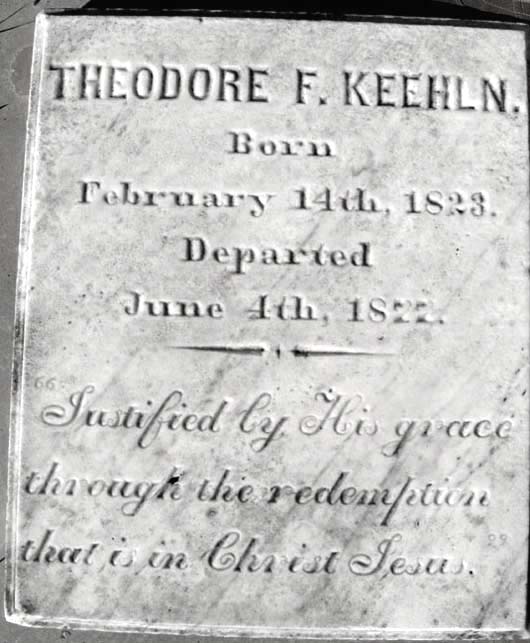 THEODORE F. KEEHLN.
Born
February 14th, 1823.
Departed
June 4th, 1877.
“Justified by His grace
through the redemption
that is in Christ Jesus.”